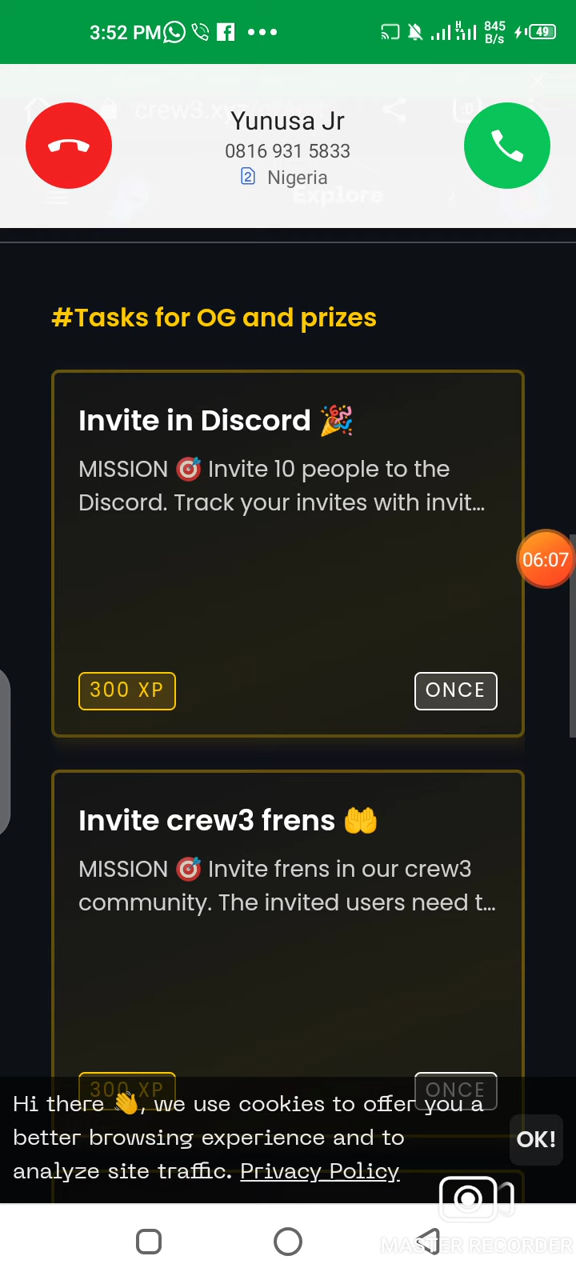 3:52 PM
845
B/s
49
crew3.xyz
Yunusa Jr
0816 931 5833
2 Nigeria
Explore
#Tasks for OG and prizes
Invite in Discord 🎉
MISSION 🎯 Invite 10 people to the
Discord. Track your invites with invit...
06:07
300 XP
ONCE
Invite crew3 frens 🤲
MISSION 🎯 Invite frens in our crew3
community. The invited users need t...
300 XP
ONCE
Hi there 👋, we use cookies to offer you a
better browsing experience and to
analyze site traffic. Privacy Policy
OK!
MASTER RECORDER